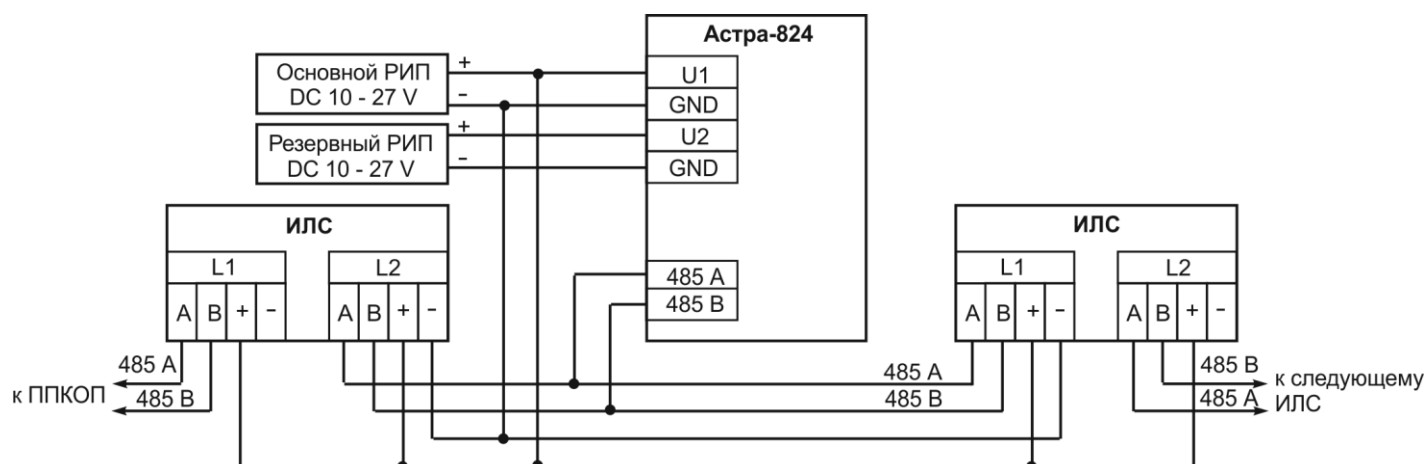 Астра-824
Основной РИП
DC 10 - 27 V
+
-
U1
GND
Резервный РИП
DC 10 - 27 V
+
-
U2
GND
ИЛС
L1
L2
A B + -
A B + -
485 A
485 B
ИЛС
L1
L2
A B + -
A B + -
485 A
485 B
к ППКОП
485 A
485 B
485 B
485 A
к следующему
ИЛС